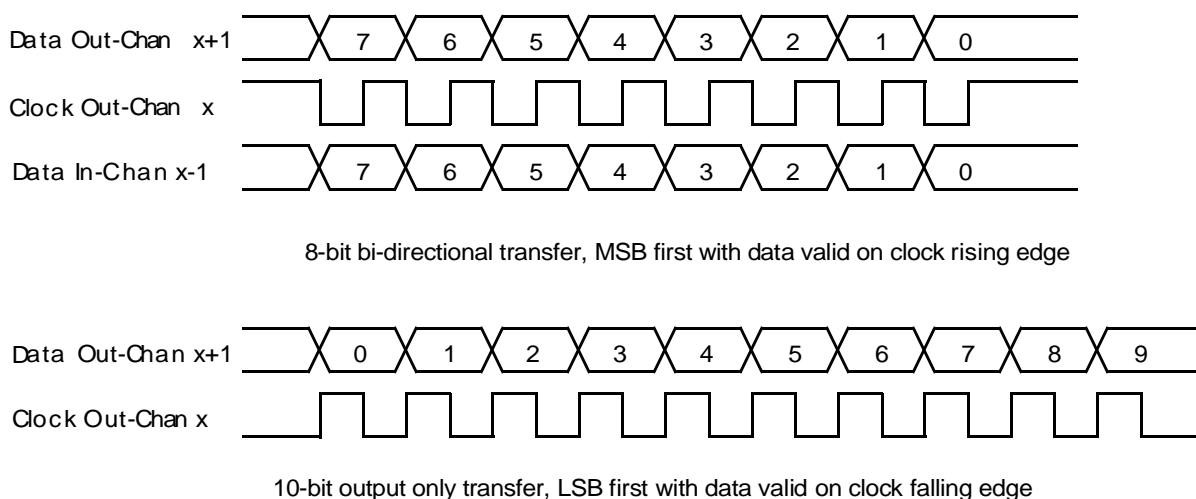 Data Out-Chan x+1 7 6 5 4 3 2 1 0
Clock Out-Chan x
Data In-Chan x-1 7 6 5 4 3 2 1 0
8-bit bi-directional transfer, MSB first with data valid on clock rising edge
Data Out-Chan x+1 0 1 2 3 4 5 6 7 8 9
Clock Out-Chan x
10-bit output only transfer, LSB first with data valid on clock falling edge